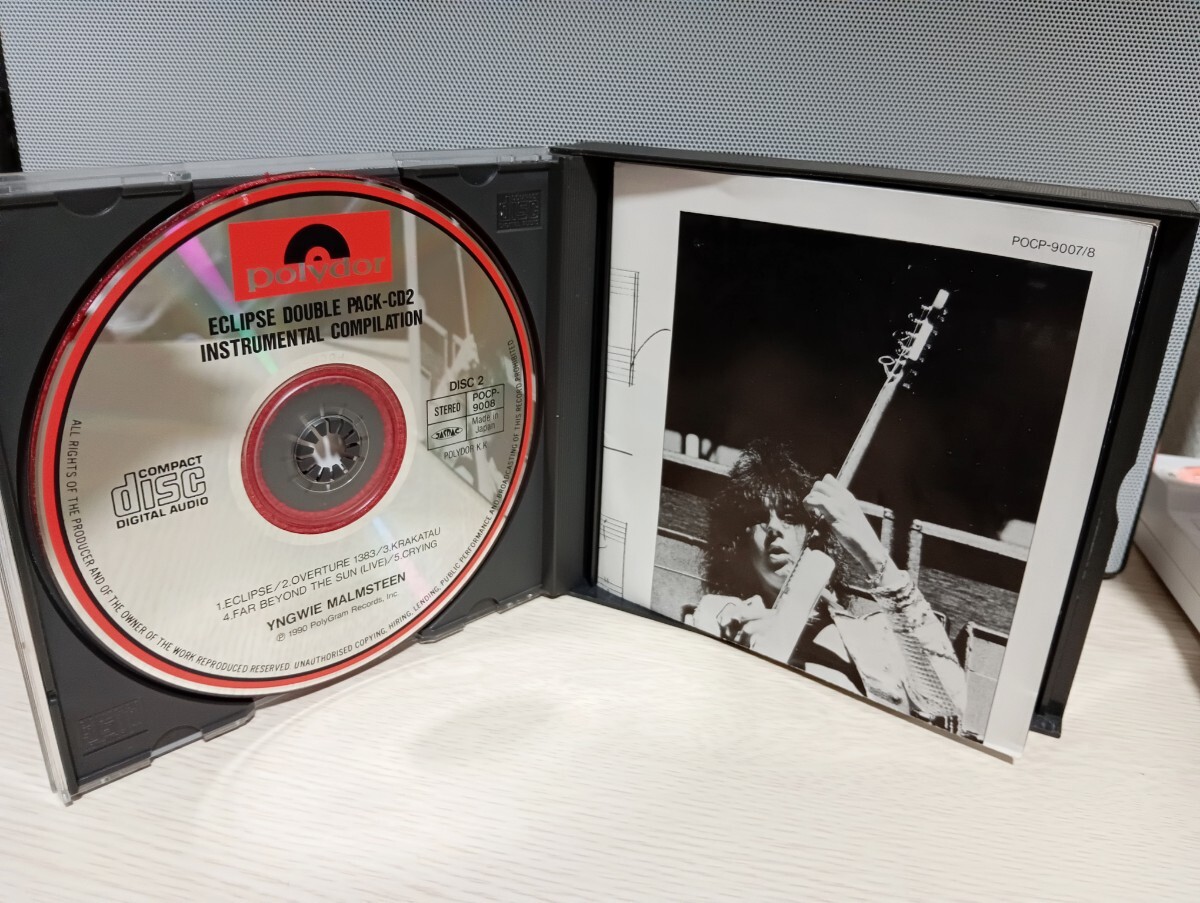 polydor
ECLIPSE DOUBLE PACK-CD2
INSTRUMENTAL COMPILATION
DISC 2
STEREO
POCP-
9008
JASRAC
Made in
Japan
POLYDOR K.K
COMPACT
disc
DIGITAL AUDIO
1.ECLIPSE/2.OVERTURE 1383/3.KRAKATAU
4.FAR BEYOND THE SUN (LIVE)/5.CRYING
YNGWIE MALMSTEEN
℗ 1990 PolyGram Records, Inc.
ALL RIGHTS OF THE PRODUCER AND OF THE OWNER OF THE WORK REPRODUCED RESERVED UNAUTHORISED COPYING, HIRING, LENDING, PUBLIC PERFORMANCE AND BROADCASTING OF THIS RECORD PROHIBITED
POCP-9007/8